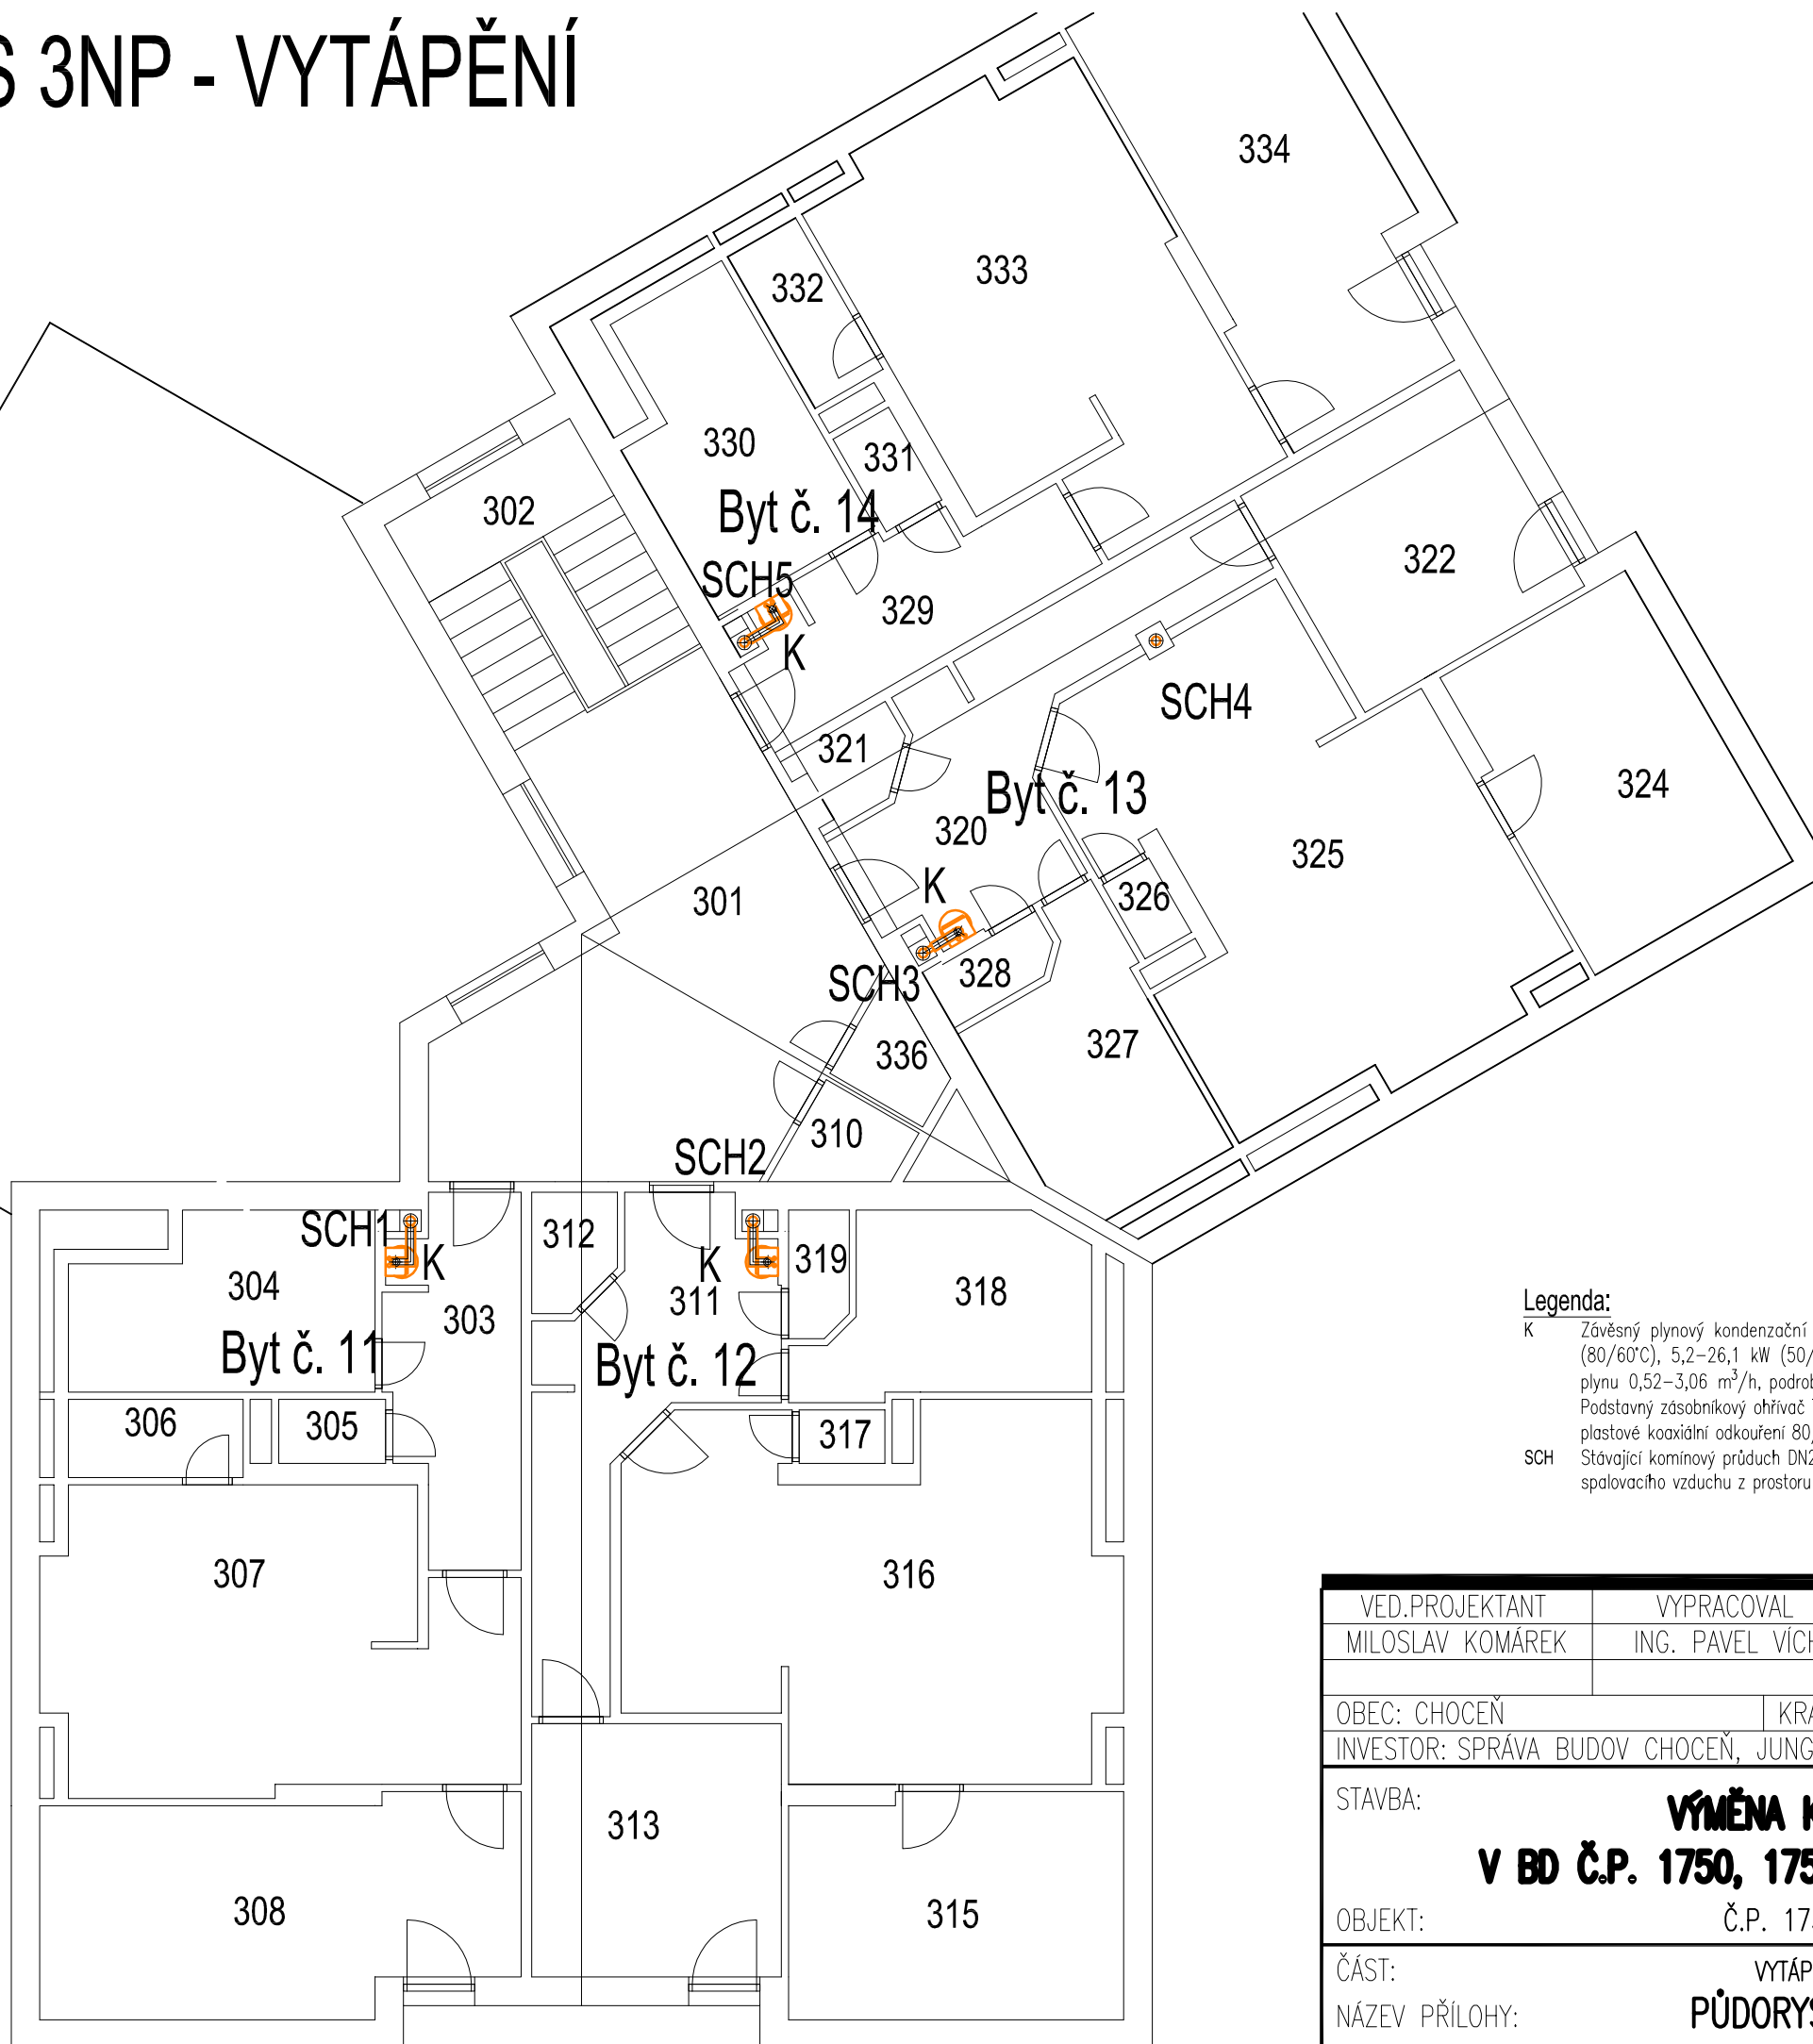 S 3NP - VYTÁPĚNÍ
334
333
332
330
331
302
Byt č. 14
322
SCH5
329
K
SCH4
321
324
Byt č. 13
320
325
K
326
301
328
SCH3
327
336
310
SCH2
SCH1
312
K
K
319
304
311
318
303
Byt č. 11
Byt č. 12
306
305
317
307
316
313
308
315
Legenda:
K Závěsný plynový kondenzační
(80/60°C), 5,2-26,1 kW (50/
plynu 0,52-3,06 m³/h, podrob
Podstavný zásobníkový ohřívač
plastové koaxiální odkouření 80/
SCH Stávající komínový průduch DN2
spalovacího vzduchu z prostoru
VED.PROJEKTANT VYPRACOVAL
MILOSLAV KOMÁREK ING. PAVEL VÍCH
OBEC: CHOCEŇ KRA
INVESTOR: SPRÁVA BUDOV CHOCEŇ, JUNG
STAVBA: VÝMĚNA K
V BD Č.P. 1750, 175
OBJEKT: Č.P. 17
ČÁST: VYTÁP
NÁZEV PŘÍLOHY: PŮDORYS